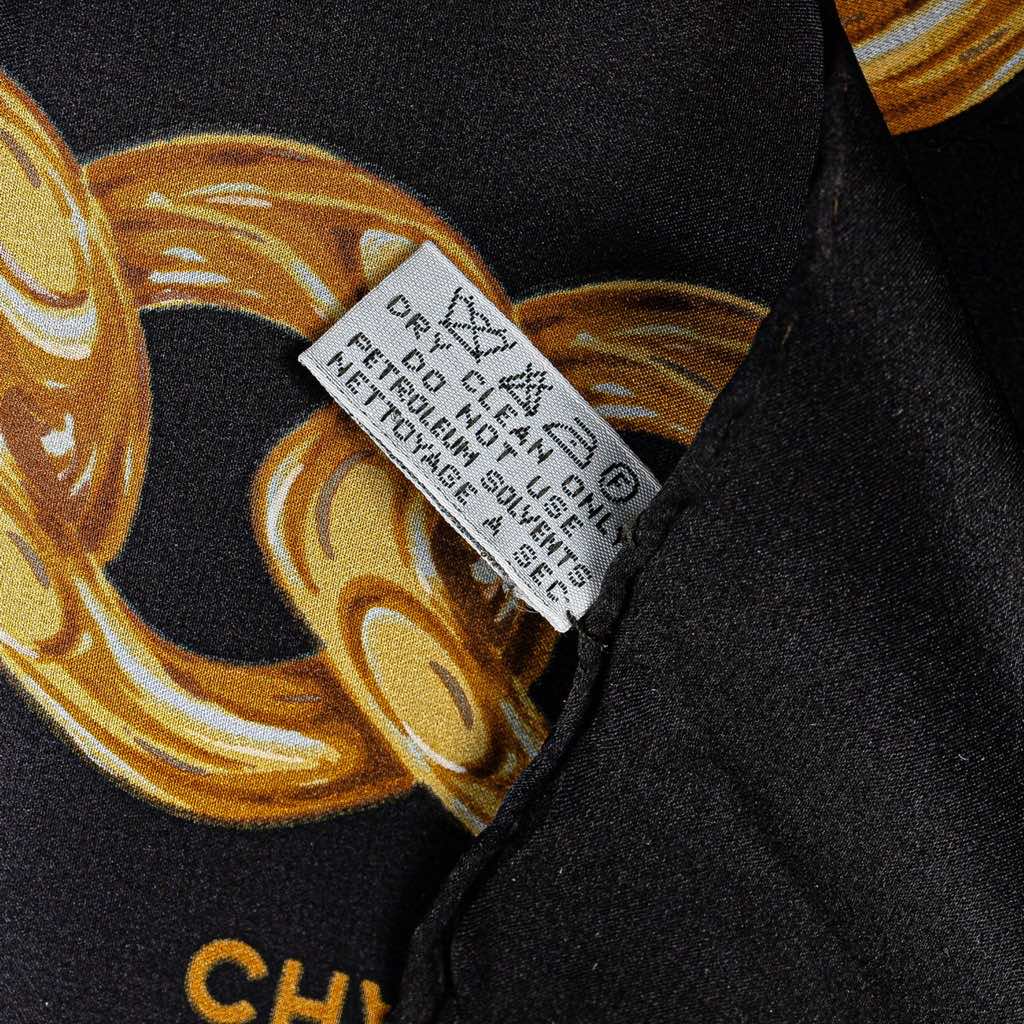 DRY CLEAN ONLY
DO NOT USE
PETROLEUM SOLVENTS
NETTOYAGE A SEC
CH